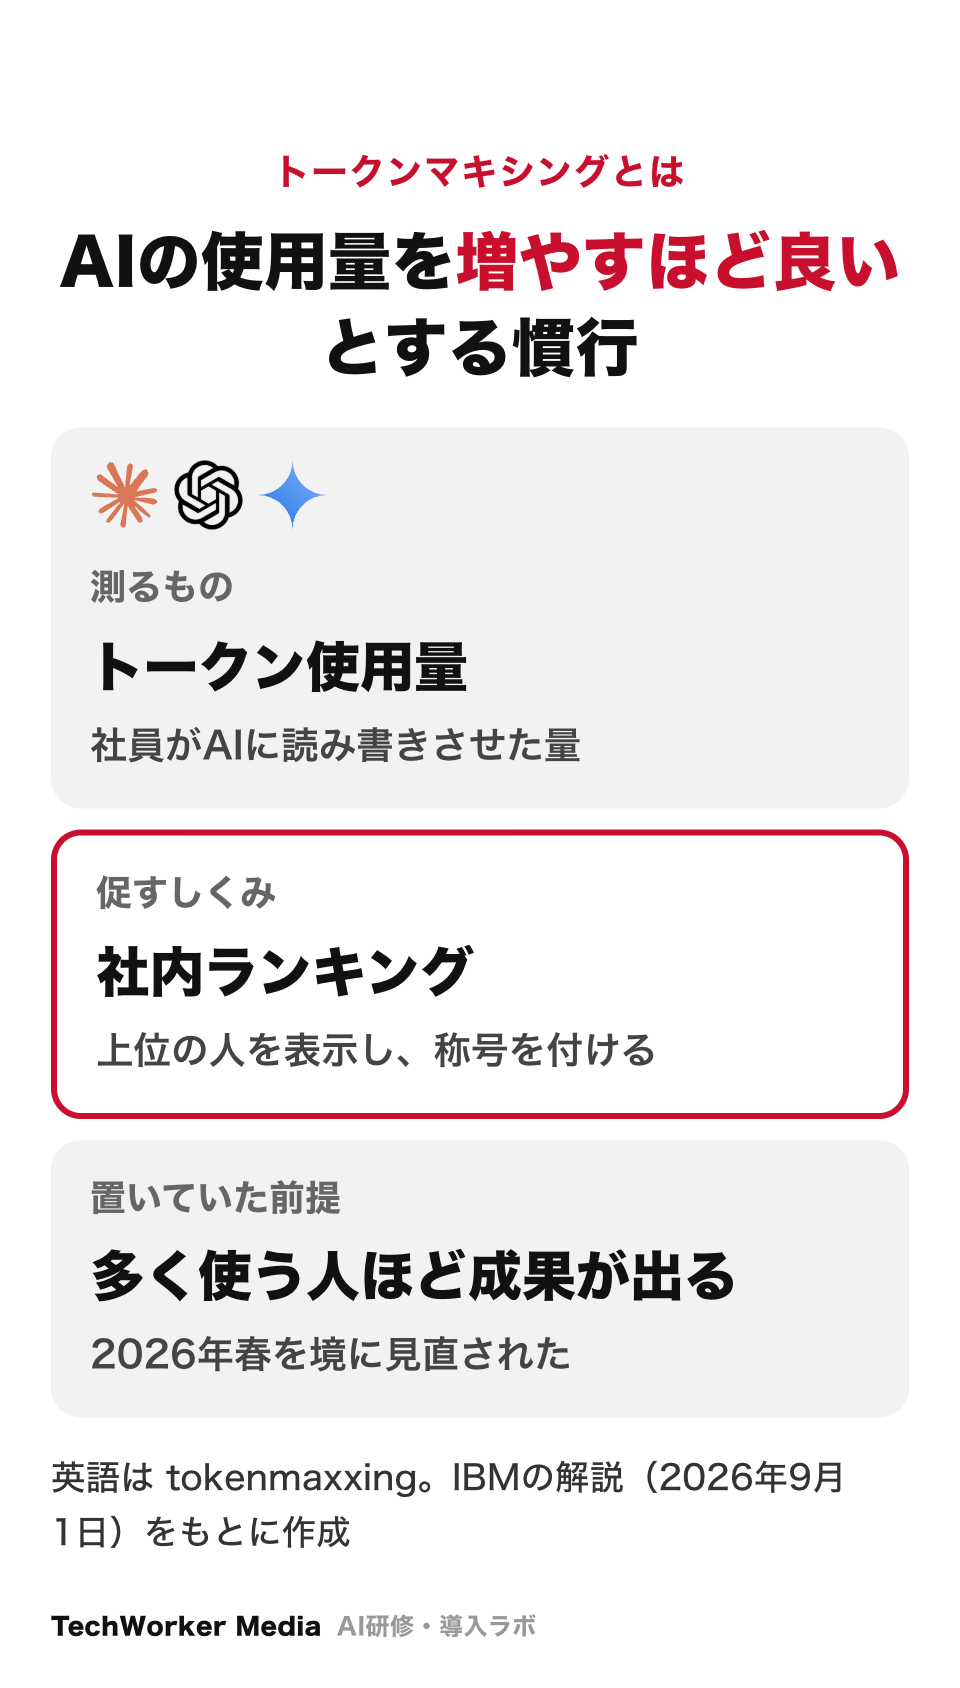 トークンマキシングとは
AIの使用量を増やすほど良い
とする慣行
測るもの
トークン使用量
社員がAIに読み書きさせた量
促すしくみ
社内ランキング
上位の人を表示し、称号を付ける
置いていた前提
多く使う人ほど成果が出る
2026年春を境に見直された
英語は tokenmaxxing。IBMの解説（2026年9月
1日）をもとに作成
TechWorker Media AI研修・導入ラボ